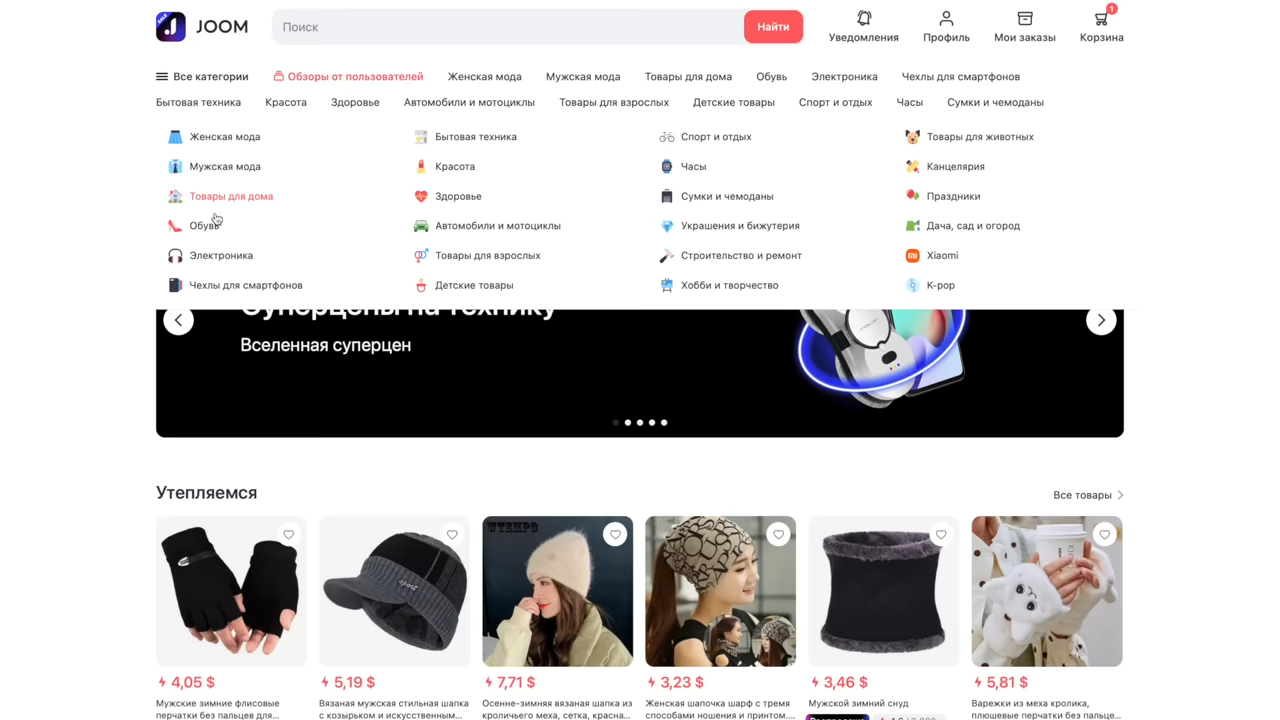 JOOM
Поиск
Найти
Уведомления
Профиль
Мои заказы
1
Корзина
Все категории
Обзоры от пользователей
Женская мода
Мужская мода
Товары для дома
Обувь
Электроника
Чехлы для смартфонов
Бытовая техника
Красота
Здоровье
Автомобили и мотоциклы
Товары для взрослых
Детские товары
Спорт и отдых
Часы
Сумки и чемоданы
Женская мода
Мужская мода
Товары для дома
Обувь
Электроника
Чехлы для смартфонов
Бытовая техника
Красота
Здоровье
Автомобили и мотоциклы
Товары для взрослых
Детские товары
Спорт и отдых
Часы
Сумки и чемоданы
Украшения и бижутерия
Строительство и ремонт
Хобби и творчество
Товары для животных
Канцелярия
Праздники
Дача, сад и огород
Xiaomi
K-pop
Суперцены на технику
Вселенная суперцен
Утепляемся
Все товары
WTEMPO
4,05 $
Мужские зимние флисовые
перчатки без пальцев для…
5,19 $
Вязаная мужская стильная шапка
с козырьком и искусственным…
7,71 $
Осенне-зимняя вязаная шапка из
кроличьего меха, сетка, красна…
3,23 $
Женская шапочка шарф с тремя
способами ношения и принтом.…
3,46 $
Мужской зимний снуд
5,81 $
Варежки из меха кролика,
плюшевые перчатки без пальце…